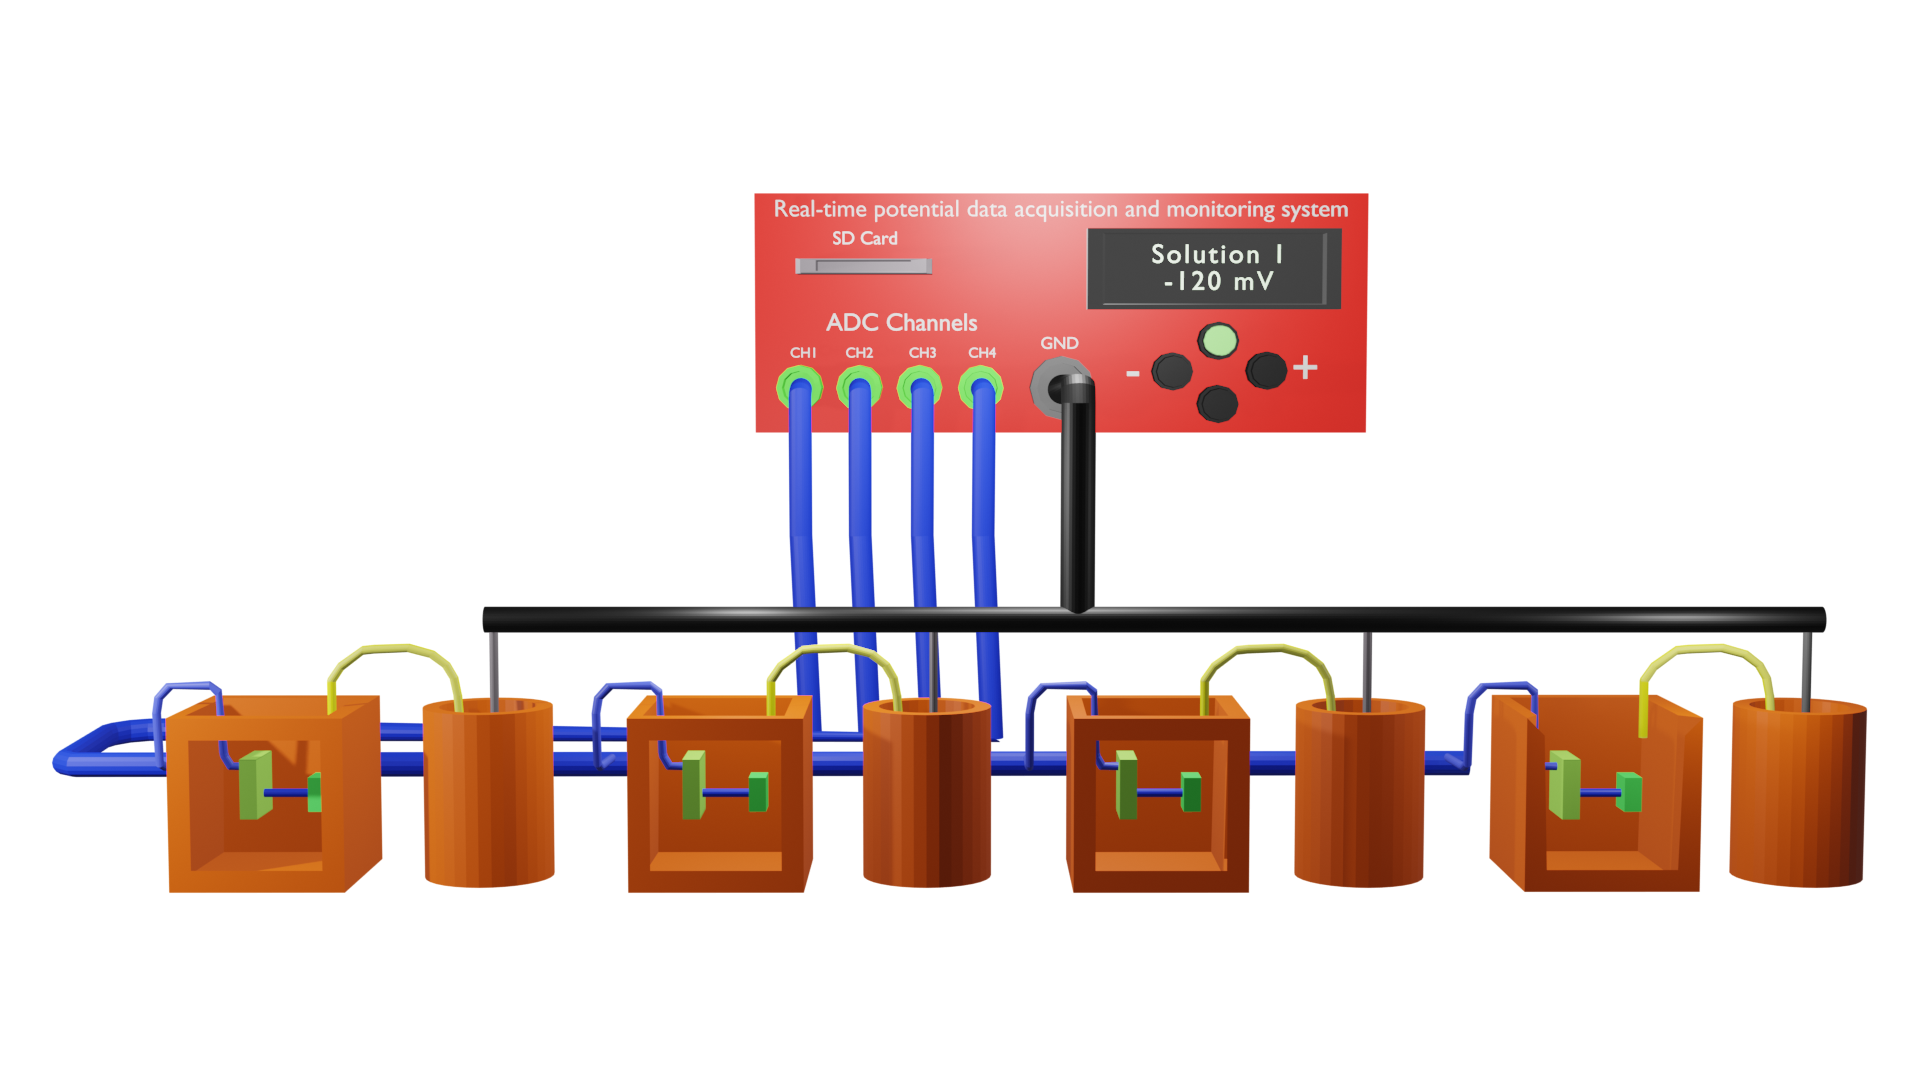 Real-time potential data acquisition and monitoring system
SD Card
Solution 1
-120 mV
ADC Channels
CH1 CH2 CH3 CH4 GND
- +